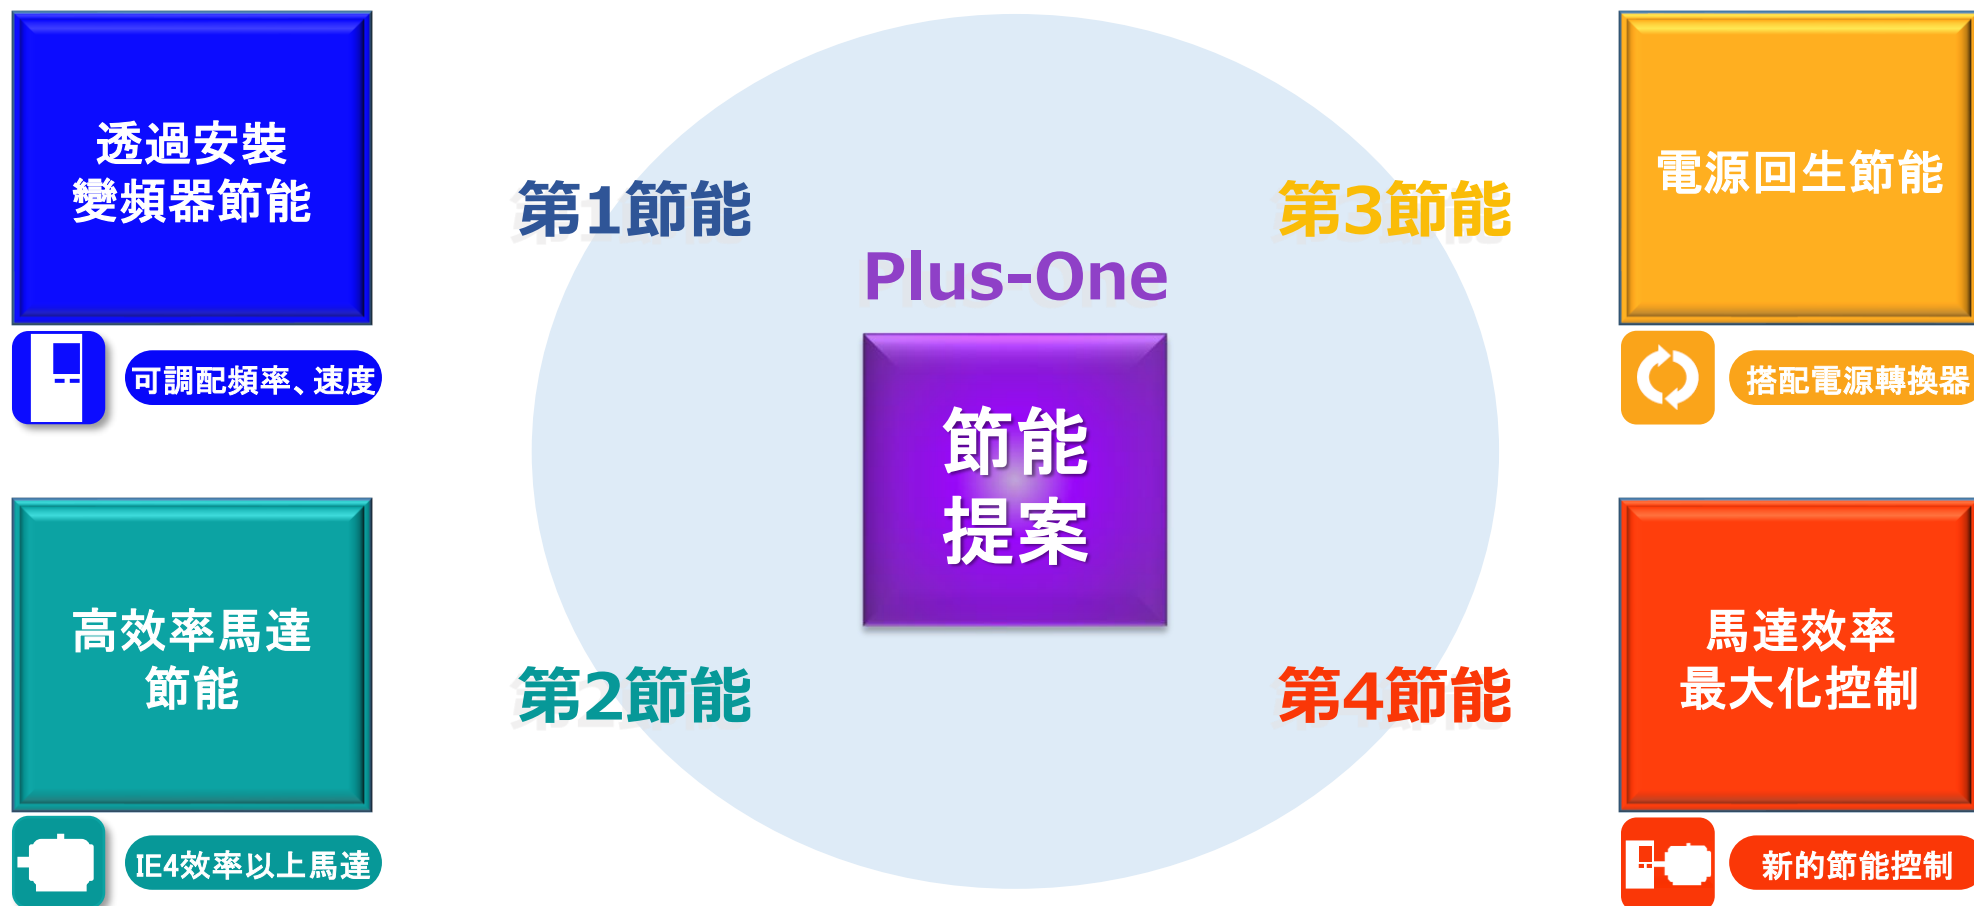 透過安裝
變頻器節能
可調配頻率、速度
第1節能
高效率馬達
節能
IE4效率以上馬達
第2節能
Plus-One
節能
提案
第3節能
電源回生節能
搭配電源轉換器
第4節能
馬達效率
最大化控制
新的節能控制